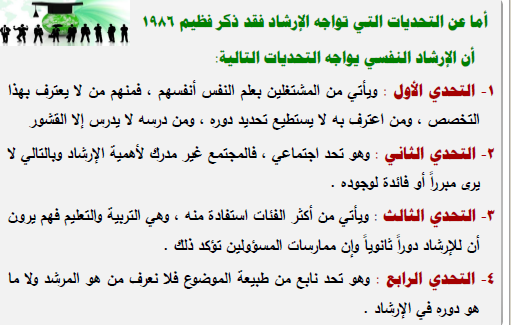 أما عن التحديات التي تواجه الإرشاد فقد ذكر فطيم ١٩٨٦
أن الإرشاد النفسي يواجه التحديات التالية:
١- التحدي الأول : ويأتي من المشتغلين بعلم النفس أنفسهم ، فمنهم من لا يعترف بهذا
التخصص ، ومن اعترف به لا يستطيع تحديد دوره ، ومن درسه لا يدرس إلا القشور
٢- التحدي الثاني : وهو تحد اجتماعي ، فالمجتمع غير مدرك لأهمية الإرشاد وبالتالي لا
يرى مبرراً أو فائدة لوجوده .
٣- التحدي الثالث : ويأتي من أكثر الفئات استفادة منه ، وهي التربية والتعليم فهم يرون
أن للإرشاد دوراً ثانوياً وإن ممارسات المسؤولين تؤكد ذلك .
٤- التحدي الرابع : وهو تحد نابع من طبيعة الموضوع فلا نعرف من هو المرشد ولا ما
هو دوره في الإرشاد .